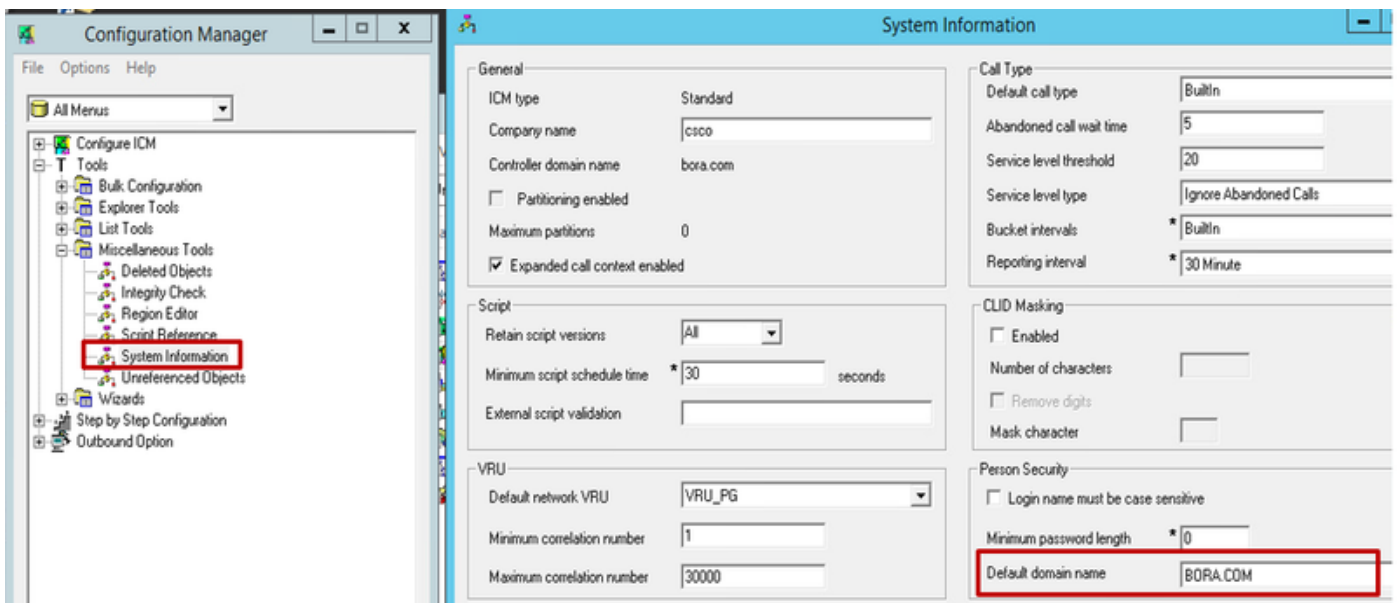 Configuration Manager
File Options Help
All Menus
Configure ICM
Tools
Bulk Configuration
Explorer Tools
List Tools
Miscellaneous Tools
Deleted Objects
Integrity Check
Region Editor
Script Reference
System Information
Unreferenced Objects
Wizards
Step by Step Configuration
Outbound Option
System Information
General
ICM type Standard
Company name csco
Controller domain name bora.com
Partitioning enabled
Maximum partitions 0
Expanded call context enabled
Script
Retain script versions All
Minimum script schedule time * 30 seconds
External script validation
VRU
Default network VRU VRU_PG
Minimum correlation number 1
Maximum correlation number 30000
Call Type
Default call type BuiltIn
Abandoned call wait time 5
Service level threshold 20
Service level type Ignore Abandoned Calls
Bucket intervals * BuiltIn
Reporting interval * 30 Minute
CLID Masking
Enabled
Number of characters
Remove digits
Mask character
Person Security
Login name must be case sensitive
Minimum password length * 0
Default domain name BORA.COM